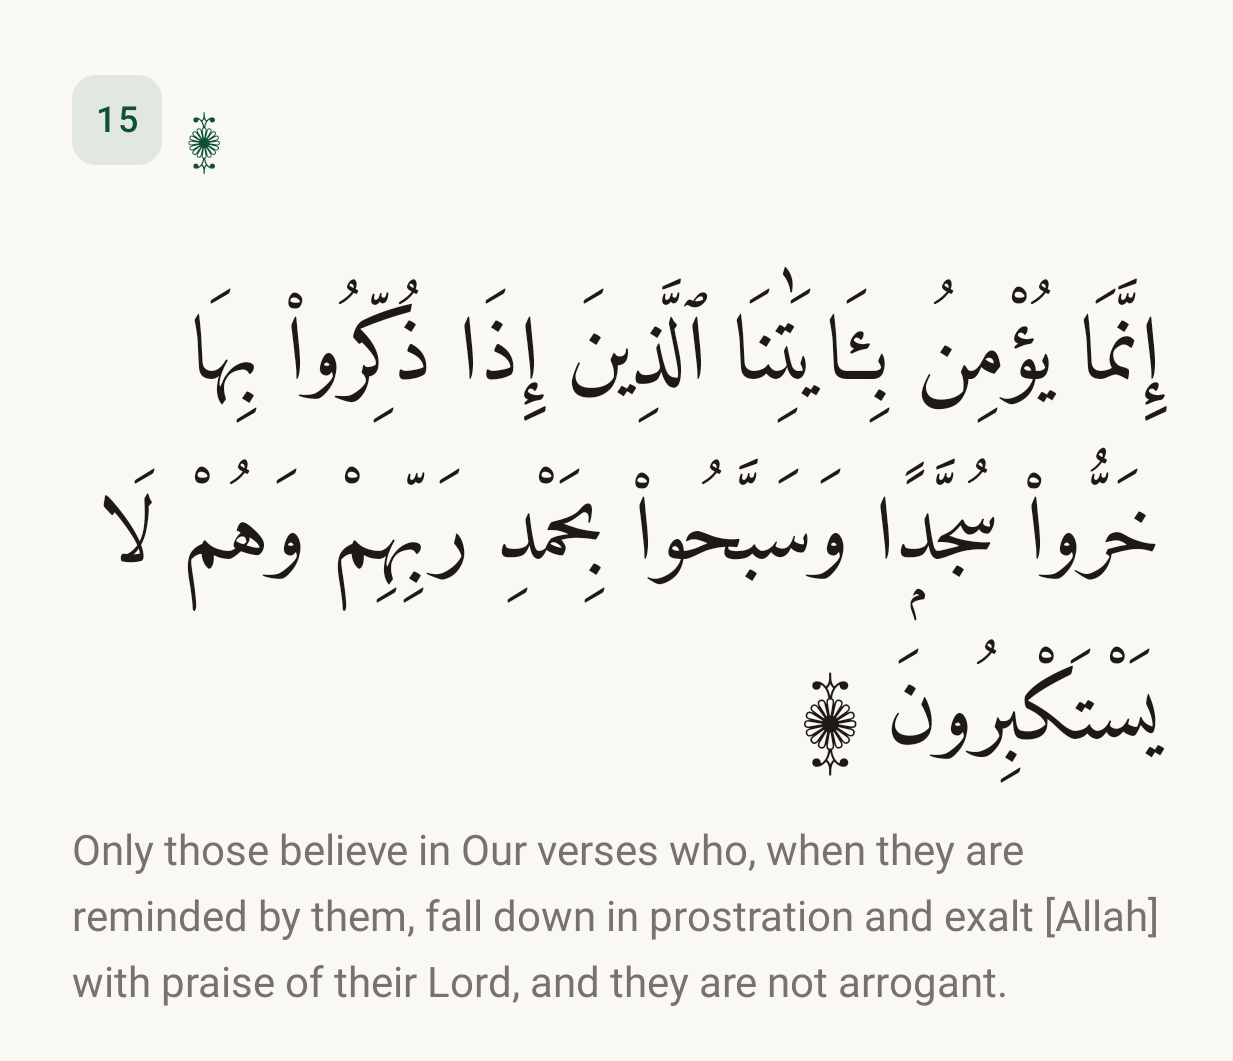 15 ۩
إِنَّمَا يُؤْمِنُ بِـَٔايَٰتِنَا ٱلَّذِينَ إِذَا ذُكِّرُوا۟ بِهَا
خَرُّوا۟ سُجَّدًۭا وَسَبَّحُوا۟ بِحَمْدِ رَبِّهِمْ وَهُمْ لَا
يَسْتَكْبِرُونَ ۩
Only those believe in Our verses who, when they are
reminded by them, fall down in prostration and exalt [Allah]
with praise of their Lord, and they are not arrogant.